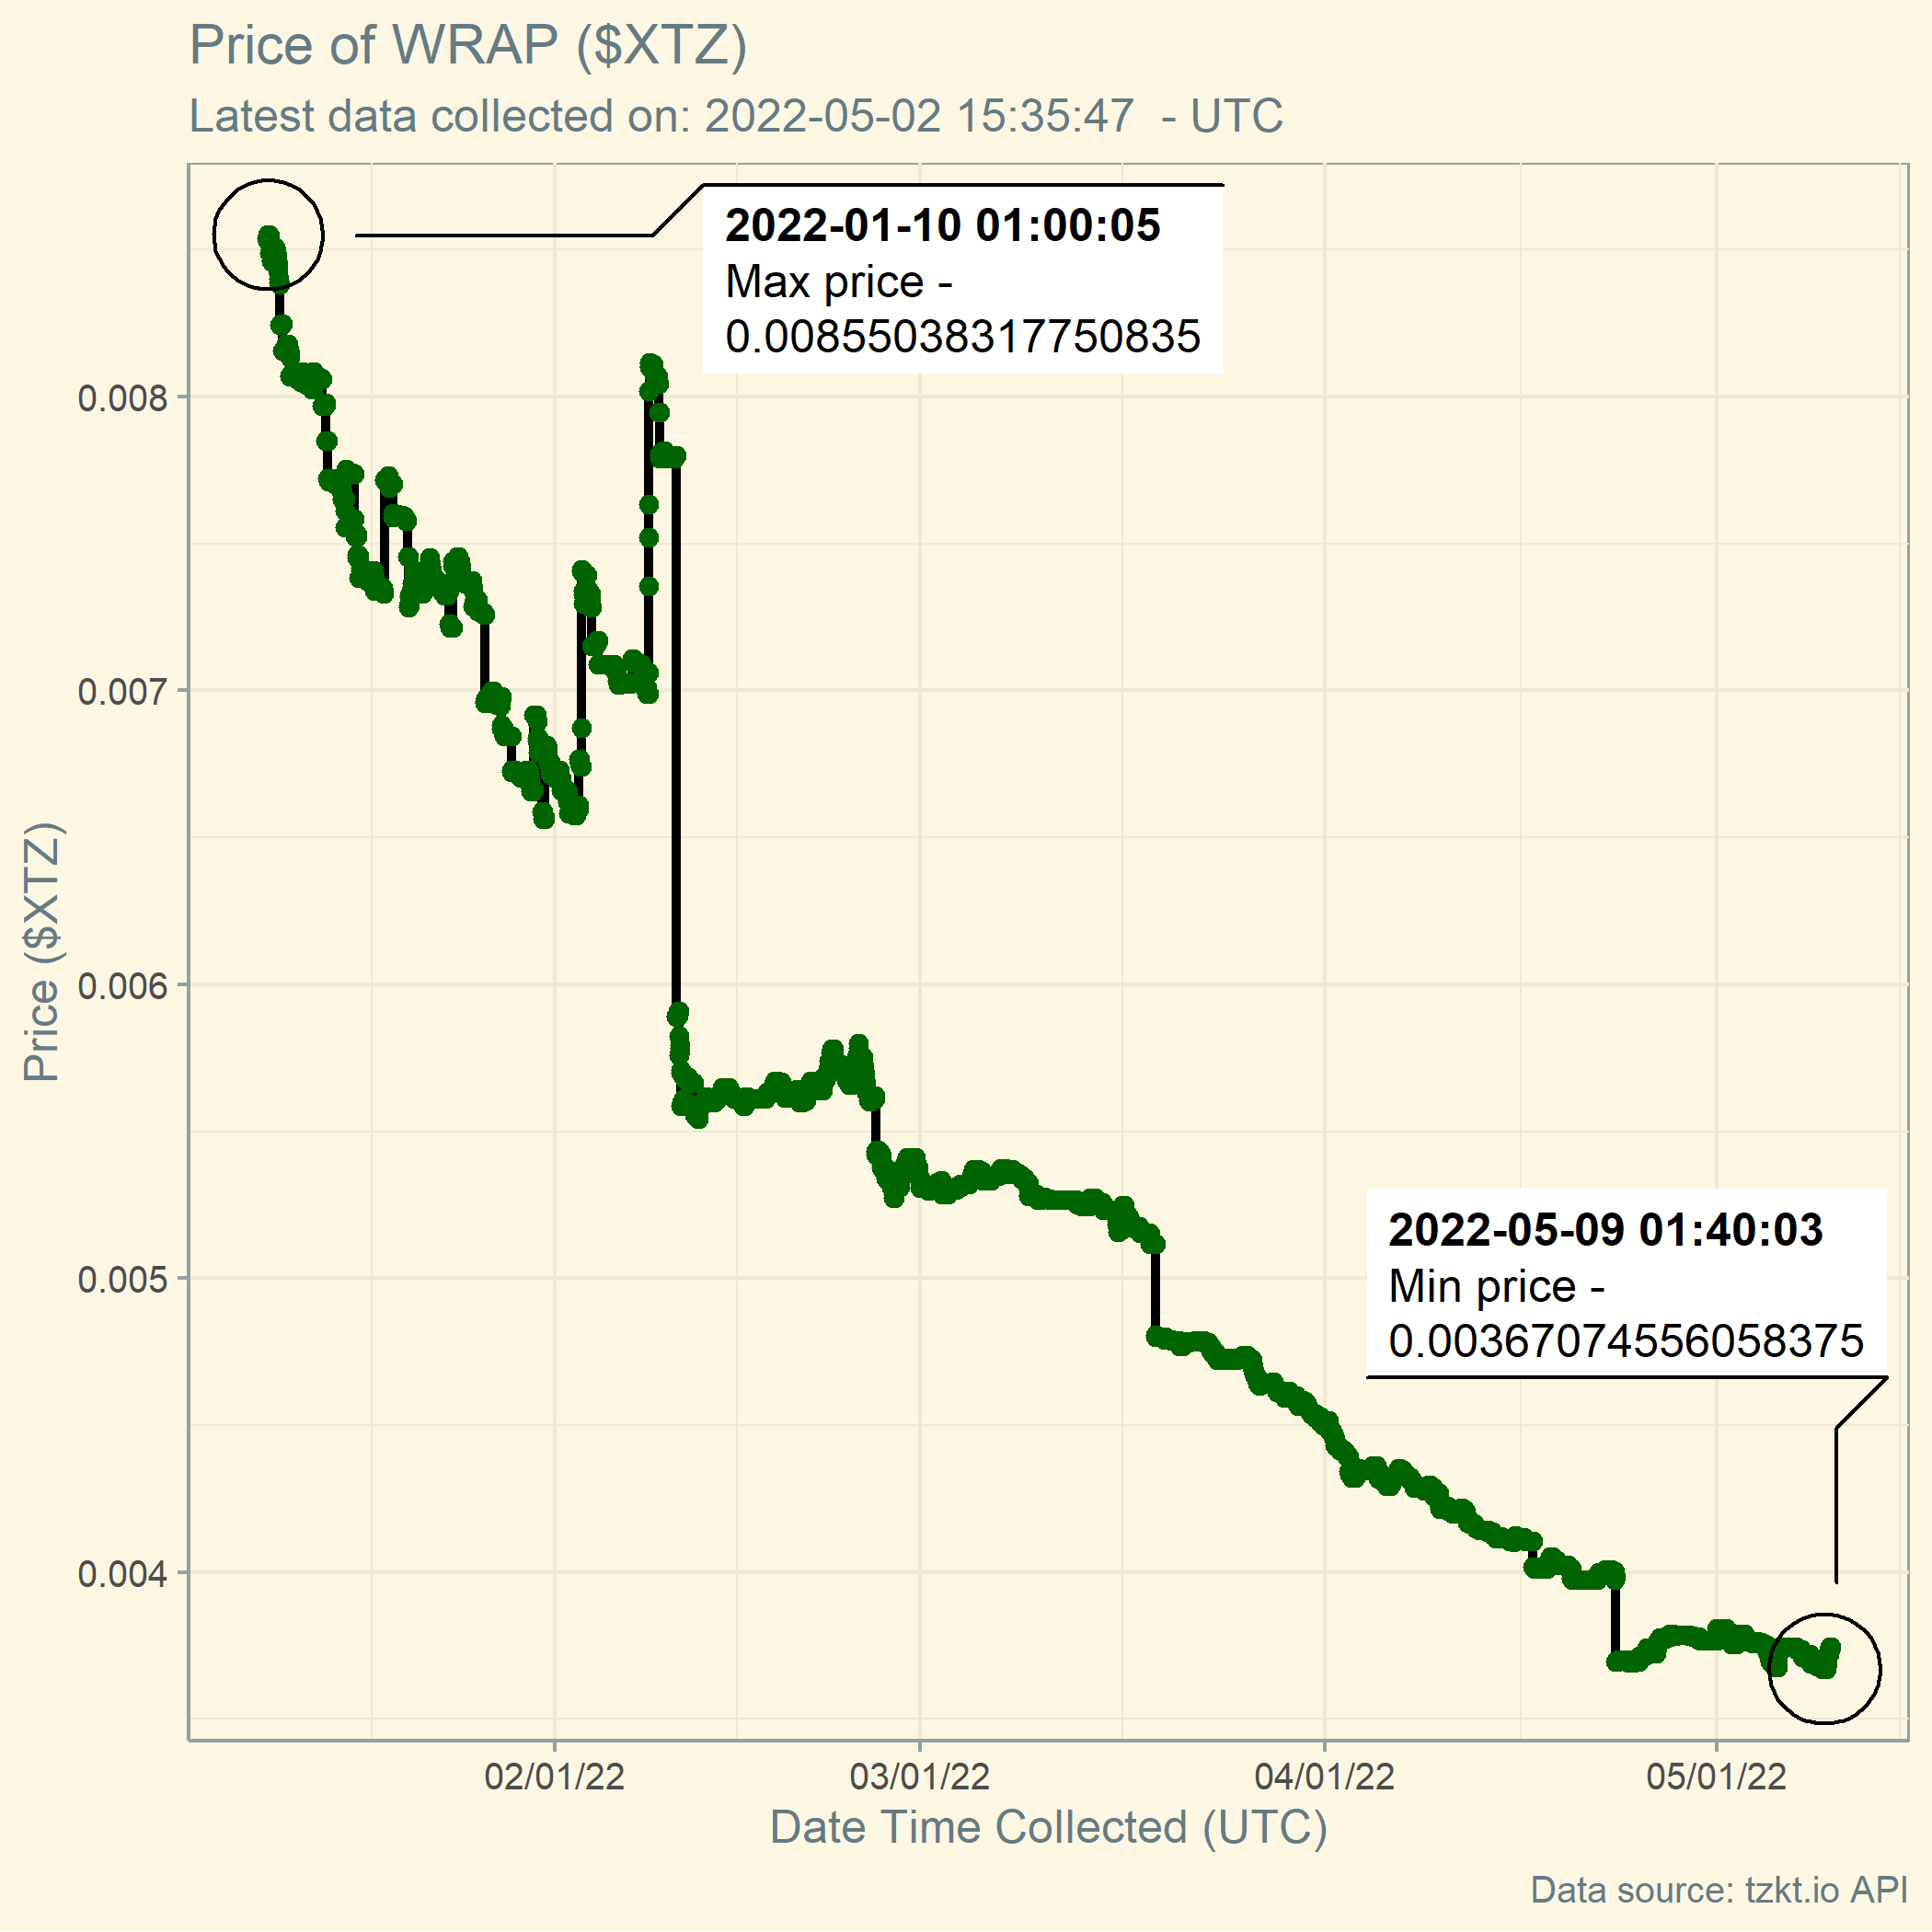 Price of WRAP ($XTZ)
Latest data collected on: 2022-05-02 15:35:47  - UTC
2022-01-10 01:00:05
Max price -
0.00855038317750835
0.008
0.007
0.006
0.005
0.004
Price ($XTZ)
2022-05-09 01:40:03
Min price -
0.00367074556058375
02/01/22
03/01/22
04/01/22
05/01/22
Date Time Collected (UTC)
Data source: tzkt.io API